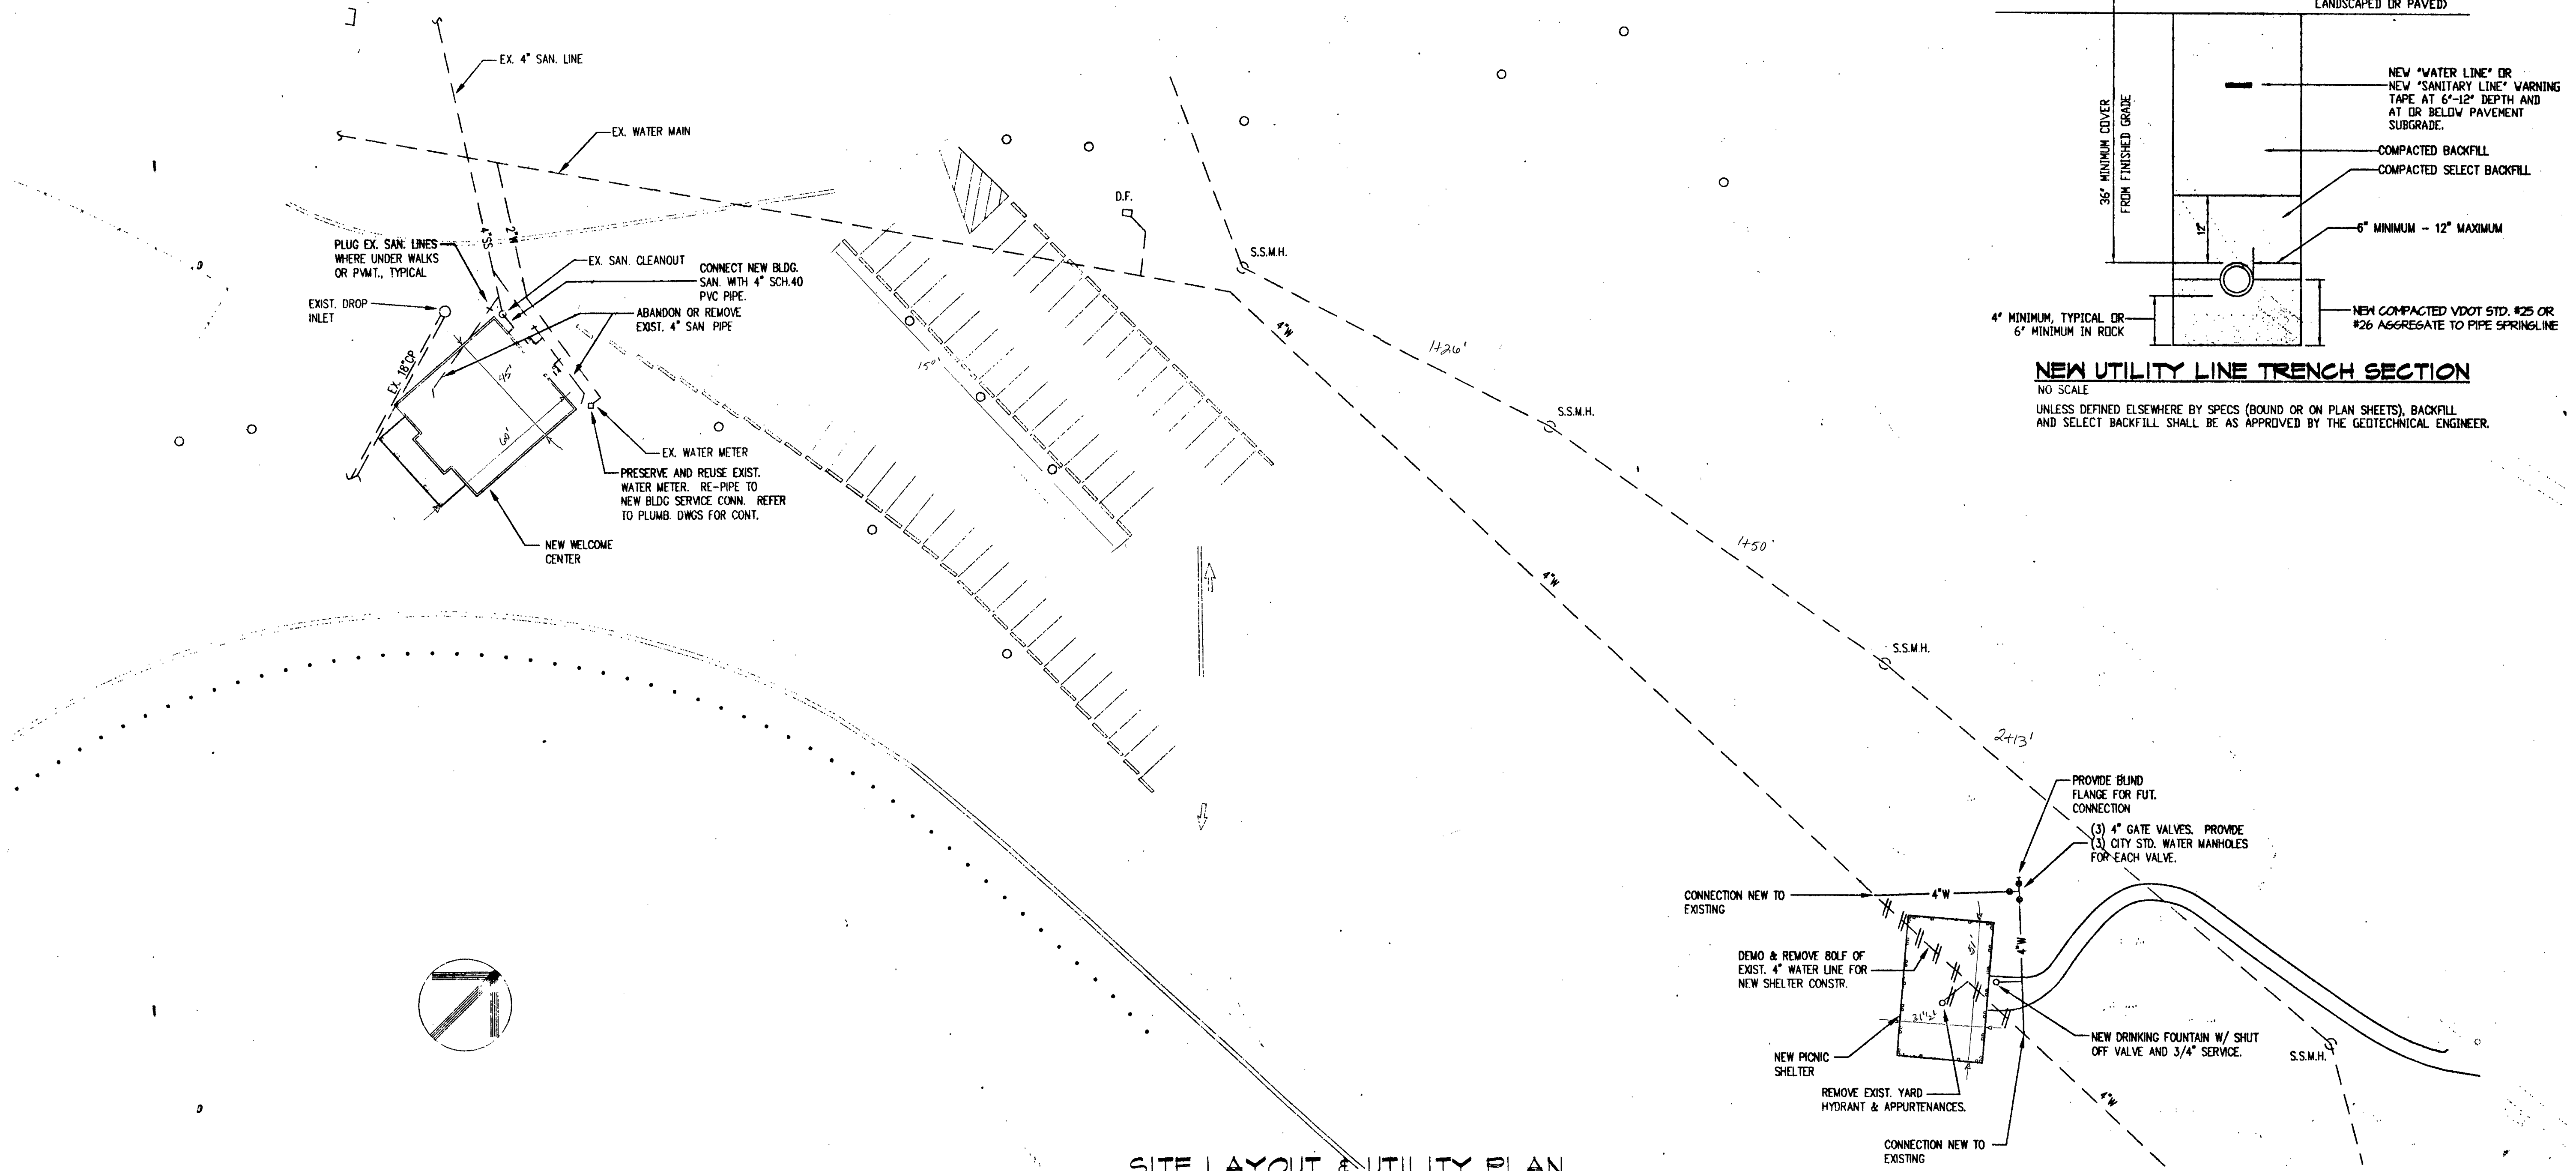 EX. 4" SAN. LINE
EX. WATER MAIN
4"SS
2"W
PLUG EX. SAN. LINES
WHERE UNDER WALKS
OR PVMT., TYPICAL
EX. SAN. CLEANOUT
CONNECT NEW BLDG.
SAN. WITH 4" SCH.40
PVC PIPE.
EXIST. DROP
INLET
ABANDON OR REMOVE
EXIST. 4" SAN PIPE
EX. 18"CP
45'
60'
EX. WATER METER
PRESERVE AND REUSE EXIST.
WATER METER. RE-PIPE TO
NEW BLDG SERVICE CONN. REFER
TO PLUMB. DWGS FOR CONT.
NEW WELCOME
CENTER
D.F.
150'
S.S.M.H.
4"W
1+26'
S.S.M.H.
4"W
1+50'
S.S.M.H.
2+13'
PROVIDE BLIND
FLANGE FOR FUT.
CONNECTION
(3) 4" GATE VALVES. PROVIDE
(3) CITY STD. WATER MANHOLES
FOR EACH VALVE.
CONNECTION NEW TO
EXISTING
4"W
4"W
DEMO & REMOVE 80LF OF
EXIST. 4" WATER LINE FOR
NEW SHELTER CONSTR.
51'
31'½"
NEW DRINKING FOUNTAIN W/ SHUT
OFF VALVE AND 3/4" SERVICE.
NEW PICNIC
SHELTER
REMOVE EXIST. YARD
HYDRANT & APPURTENANCES.
S.S.M.H.
4"W
CONNECTION NEW TO
EXISTING
LANDSCAPED OR PAVED)
36" MINIMUM COVER
FROM FINISHED GRADE
NEW "WATER LINE" OR
NEW "SANITARY LINE" WARNING
TAPE AT 6"-12" DEPTH AND
AT OR BELOW PAVEMENT
SUBGRADE.
COMPACTED BACKFILL
COMPACTED SELECT BACKFILL
12"
6" MINIMUM - 12" MAXIMUM
4" MINIMUM, TYPICAL OR
6" MINIMUM IN ROCK
NEW COMPACTED VDOT STD. #25 OR
#26 AGGREGATE TO PIPE SPRINGLINE
NEW UTILITY LINE TRENCH SECTION
NO SCALE
UNLESS DEFINED ELSEWHERE BY SPECS (BOUND OR ON PLAN SHEETS), BACKFILL
AND SELECT BACKFILL SHALL BE AS APPROVED BY THE GEOTECHNICAL ENGINEER.
SITE LAYOUT & UTILITY PLAN